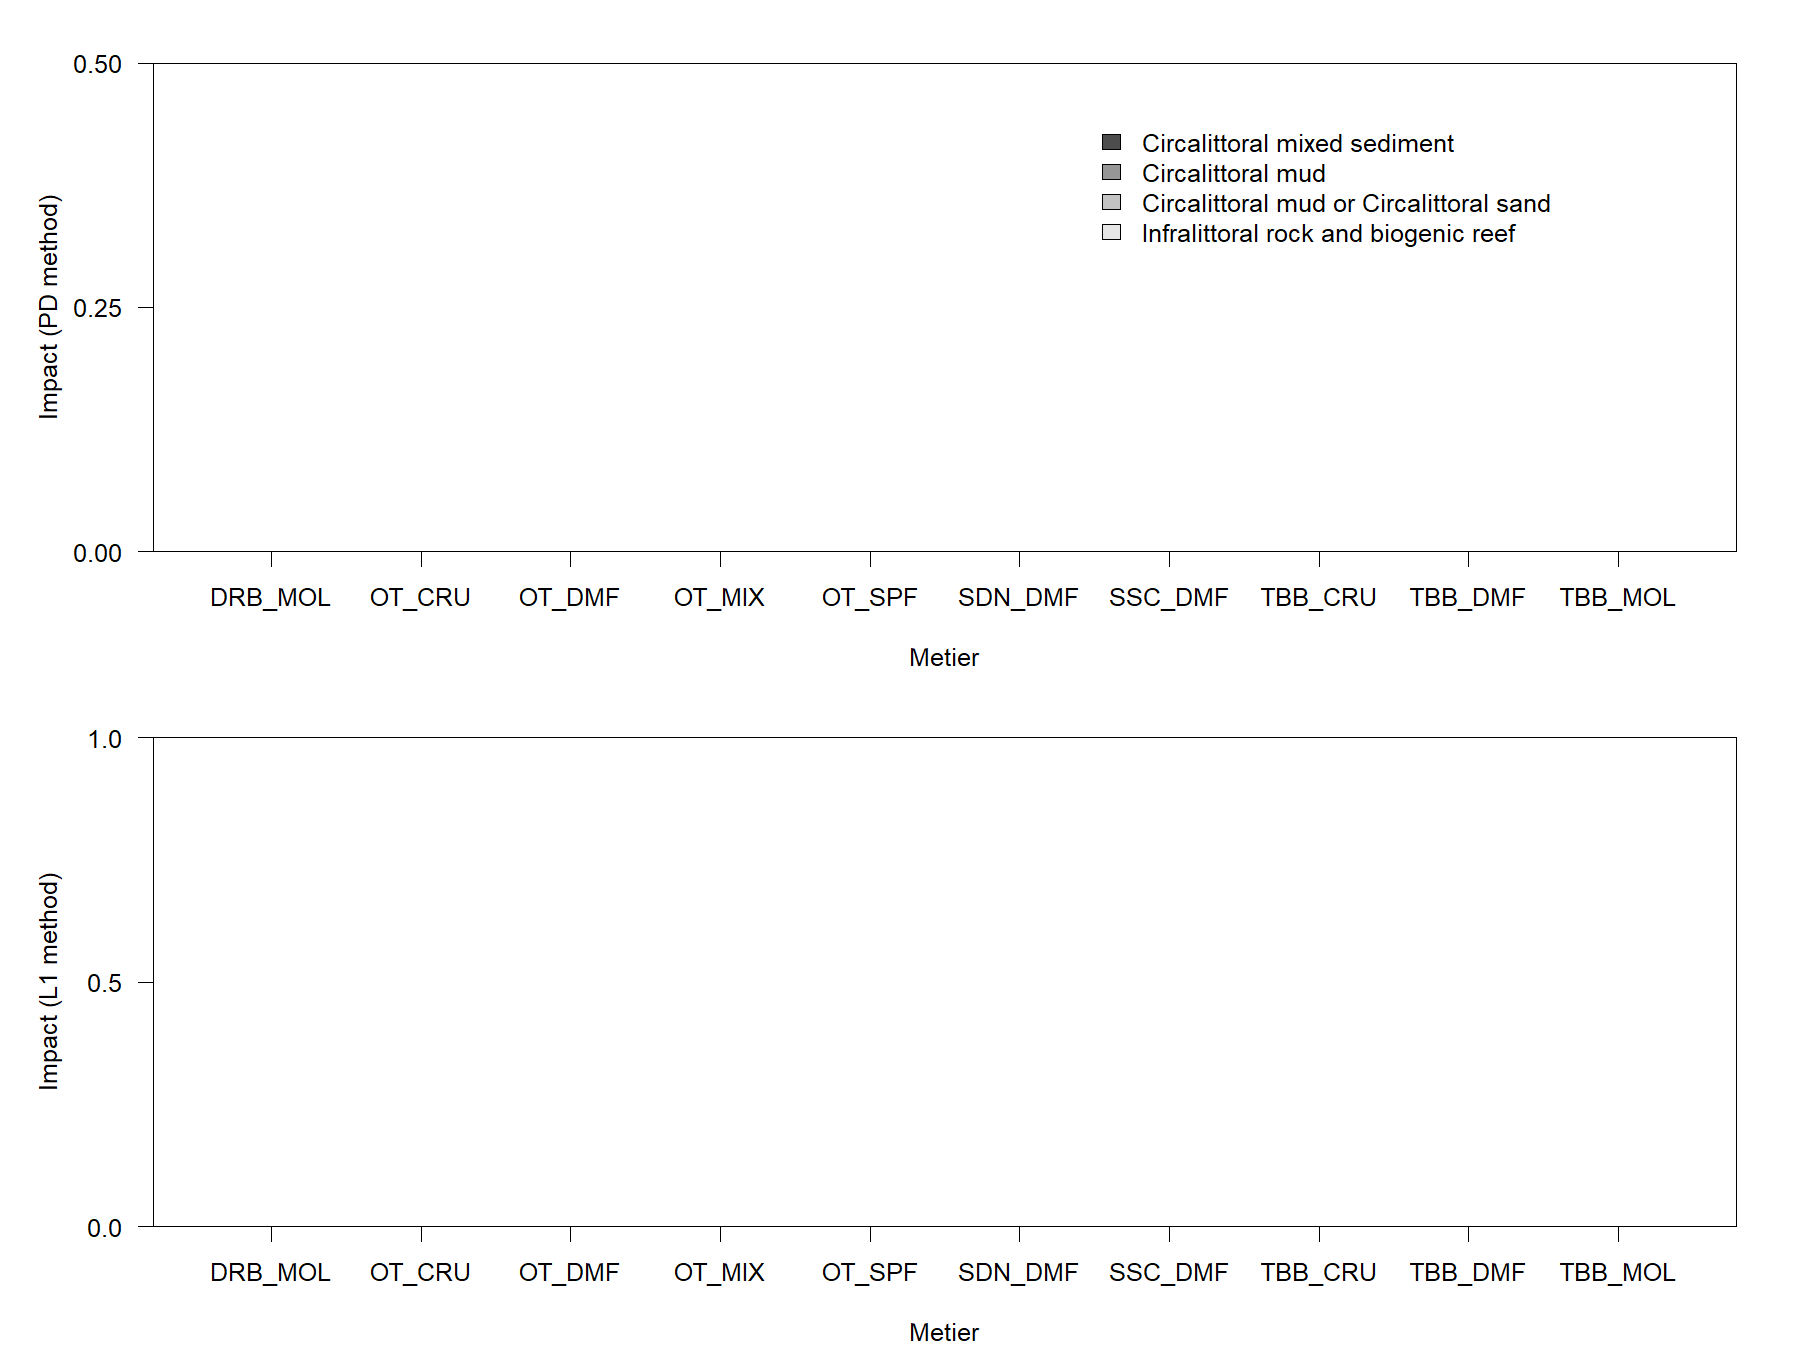 0.50
Circalittoral mixed sediment
Circalittoral mud
Circalittoral mud or Circalittoral sand
Infralittoral rock and biogenic reef
Impact (PD method)
0.25
0.00
DRB_MOL OT_CRU OT_DMF OT_MIX OT_SPF SDN_DMF SSC_DMF TBB_CRU TBB_DMF TBB_MOL
Metier
1.0
Impact (L1 method)
0.5
0.0
DRB_MOL OT_CRU OT_DMF OT_MIX OT_SPF SDN_DMF SSC_DMF TBB_CRU TBB_DMF TBB_MOL
Metier